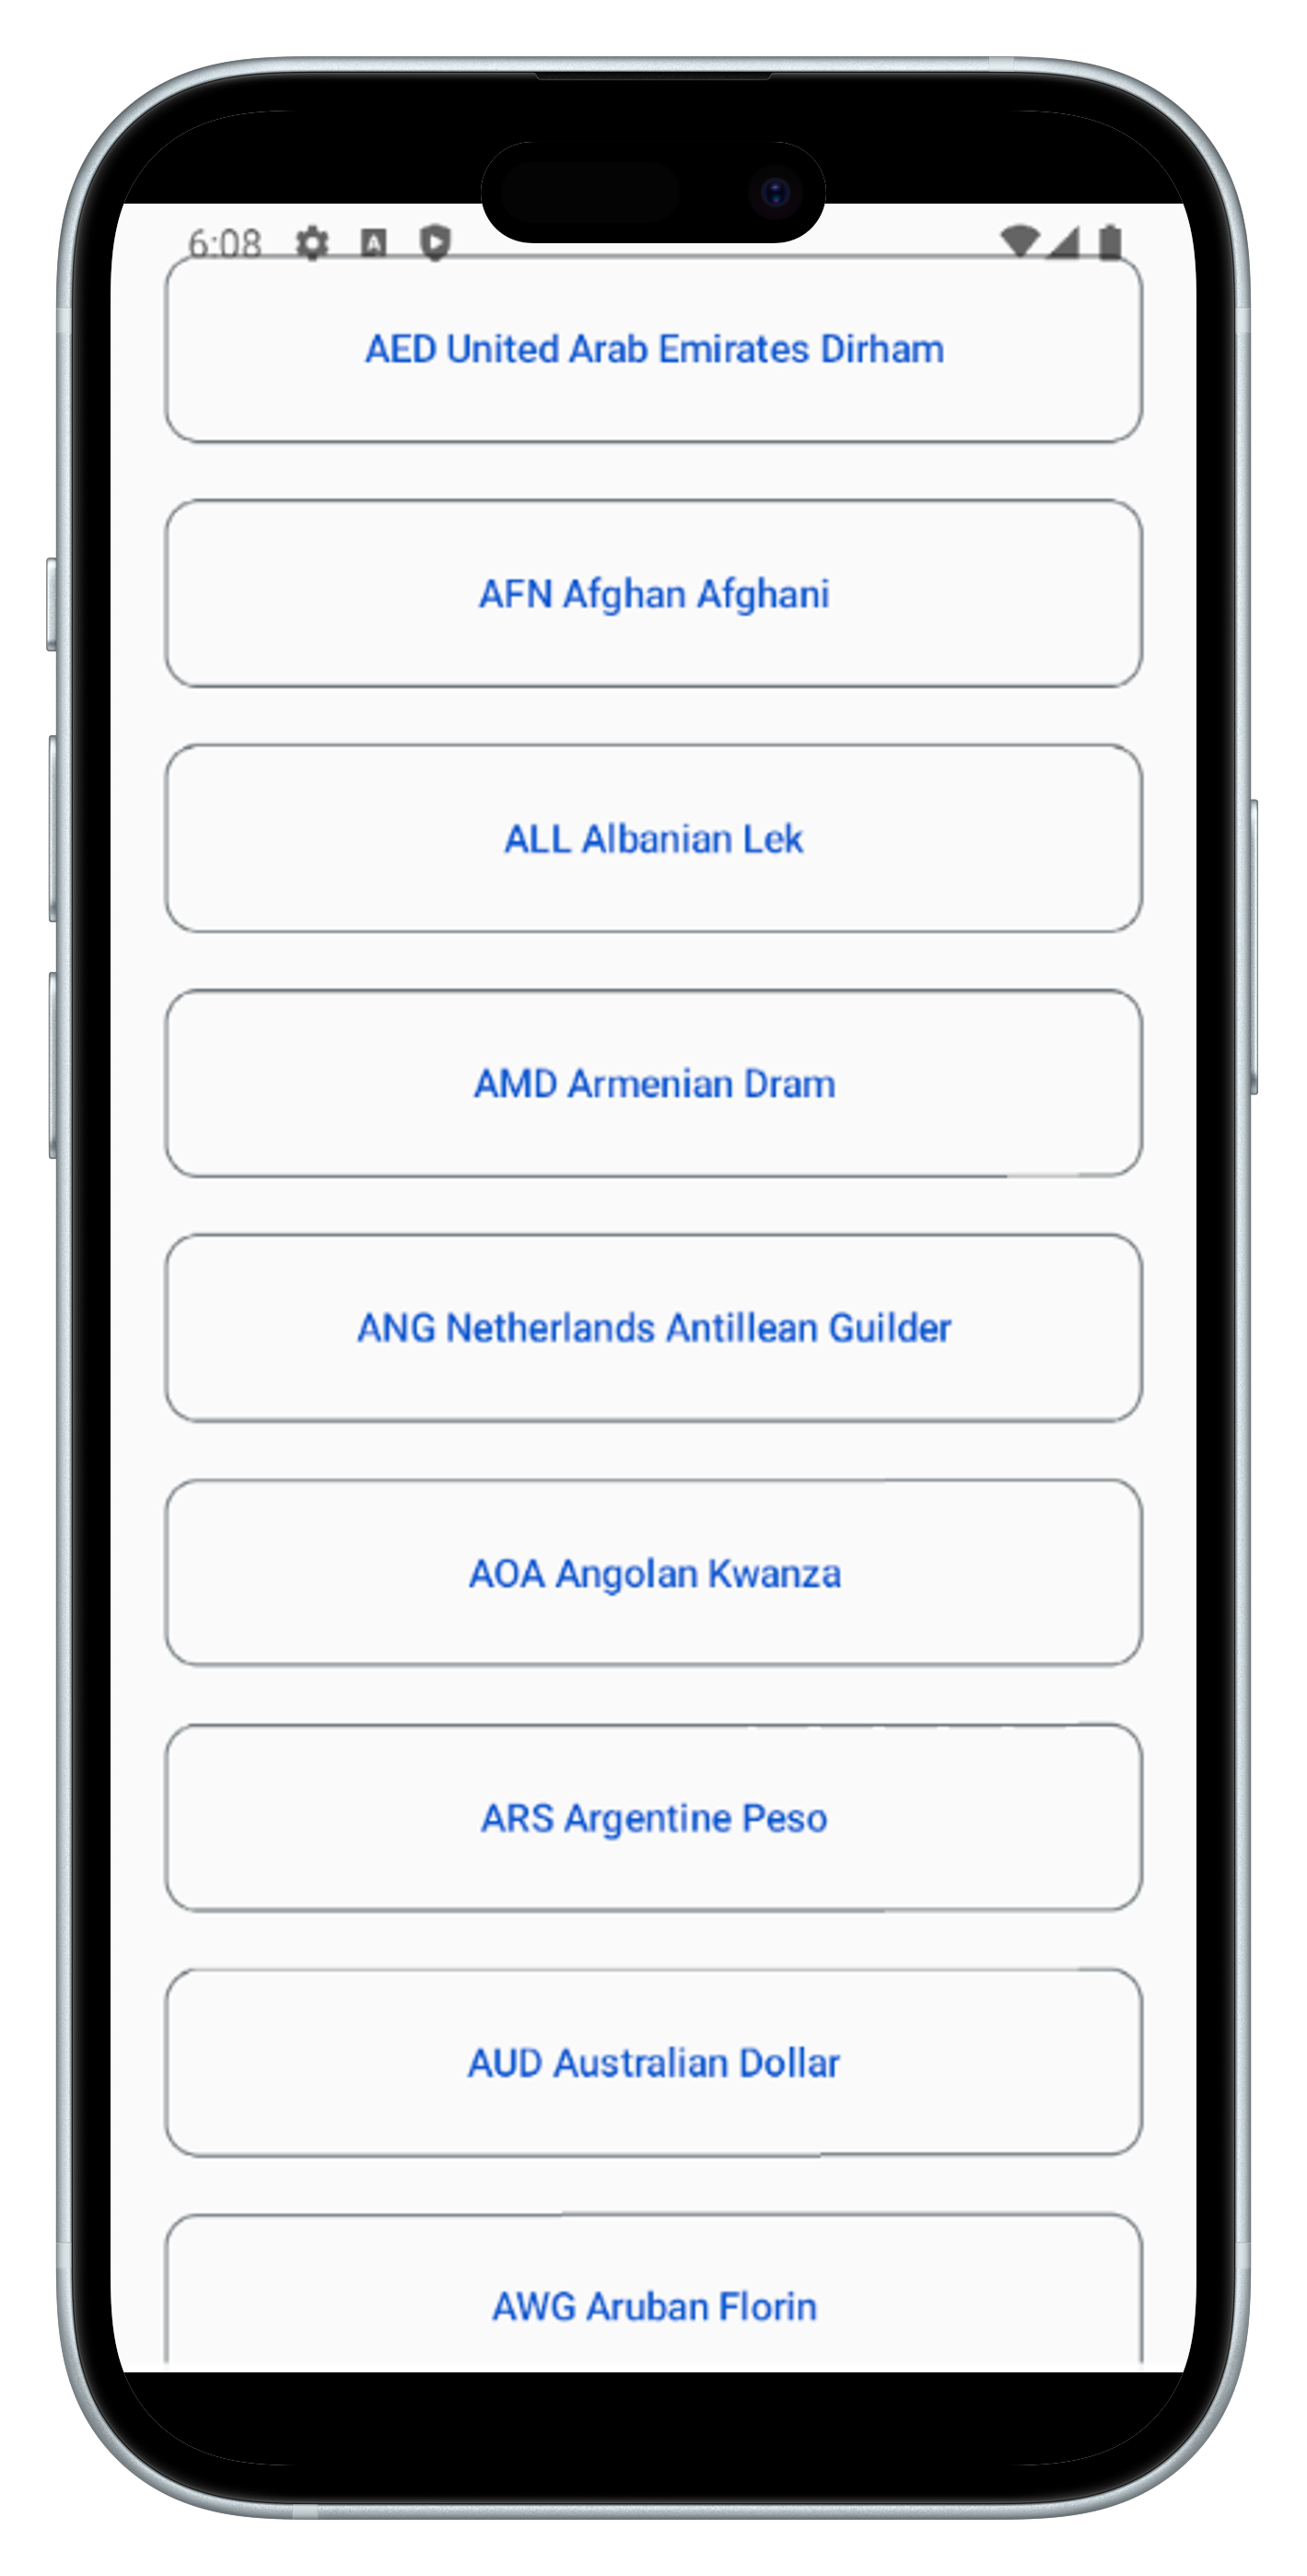 6:08
AED United Arab Emirates Dirham
AFN Afghan Afghani
ALL Albanian Lek
AMD Armenian Dram
ANG Netherlands Antillean Guilder
AOA Angolan Kwanza
ARS Argentine Peso
AUD Australian Dollar
AWG Aruban Florin